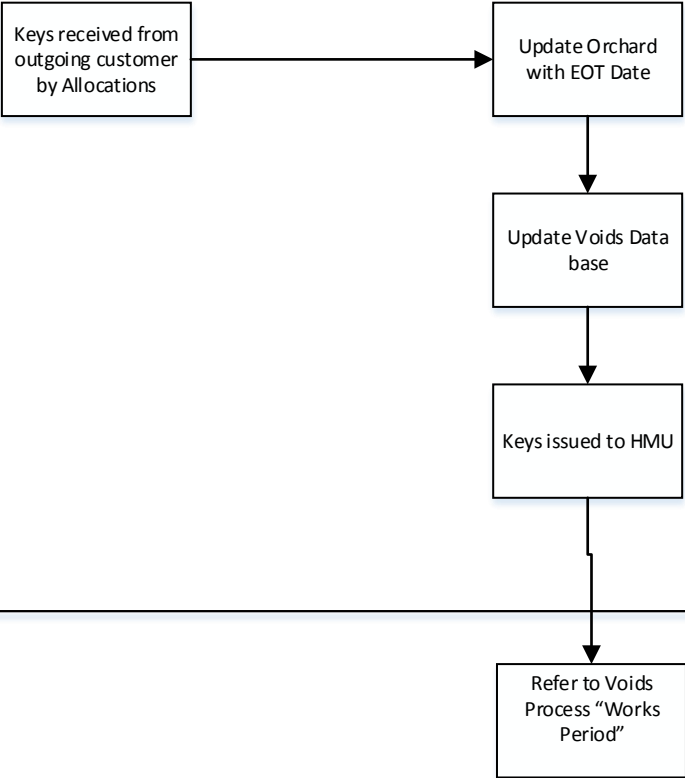 Keys received from
outgoing customer
by Allocations
Update Orchard
with EOT Date
Update Voids Data
base
Keys issued to HMU
Refer to Voids
Process “Works
Period”